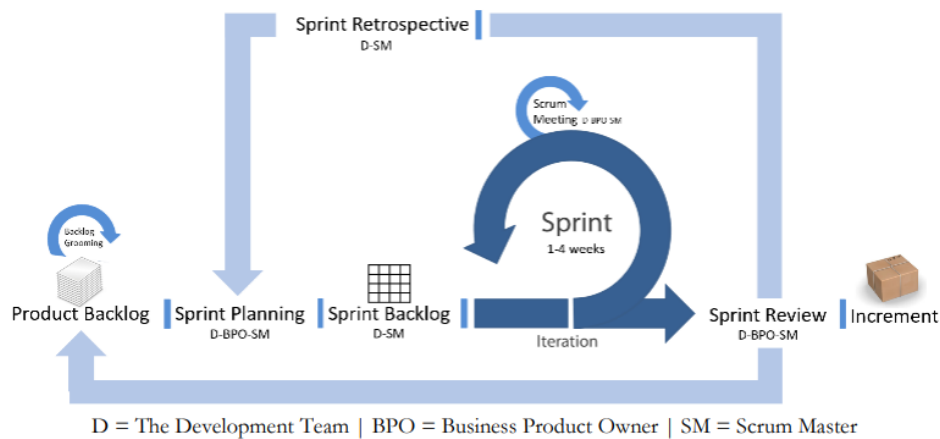 Sprint Retrospective
D-SM
Scrum
Meeting D-BPO-SM
Sprint
1-4 weeks
Backlog
Grooming
Product Backlog
Sprint Planning
D-BPO-SM
Sprint Backlog
D-SM
Iteration
Sprint Review
D-BPO-SM
Increment
D = The Development Team | BPO = Business Product Owner | SM = Scrum Master